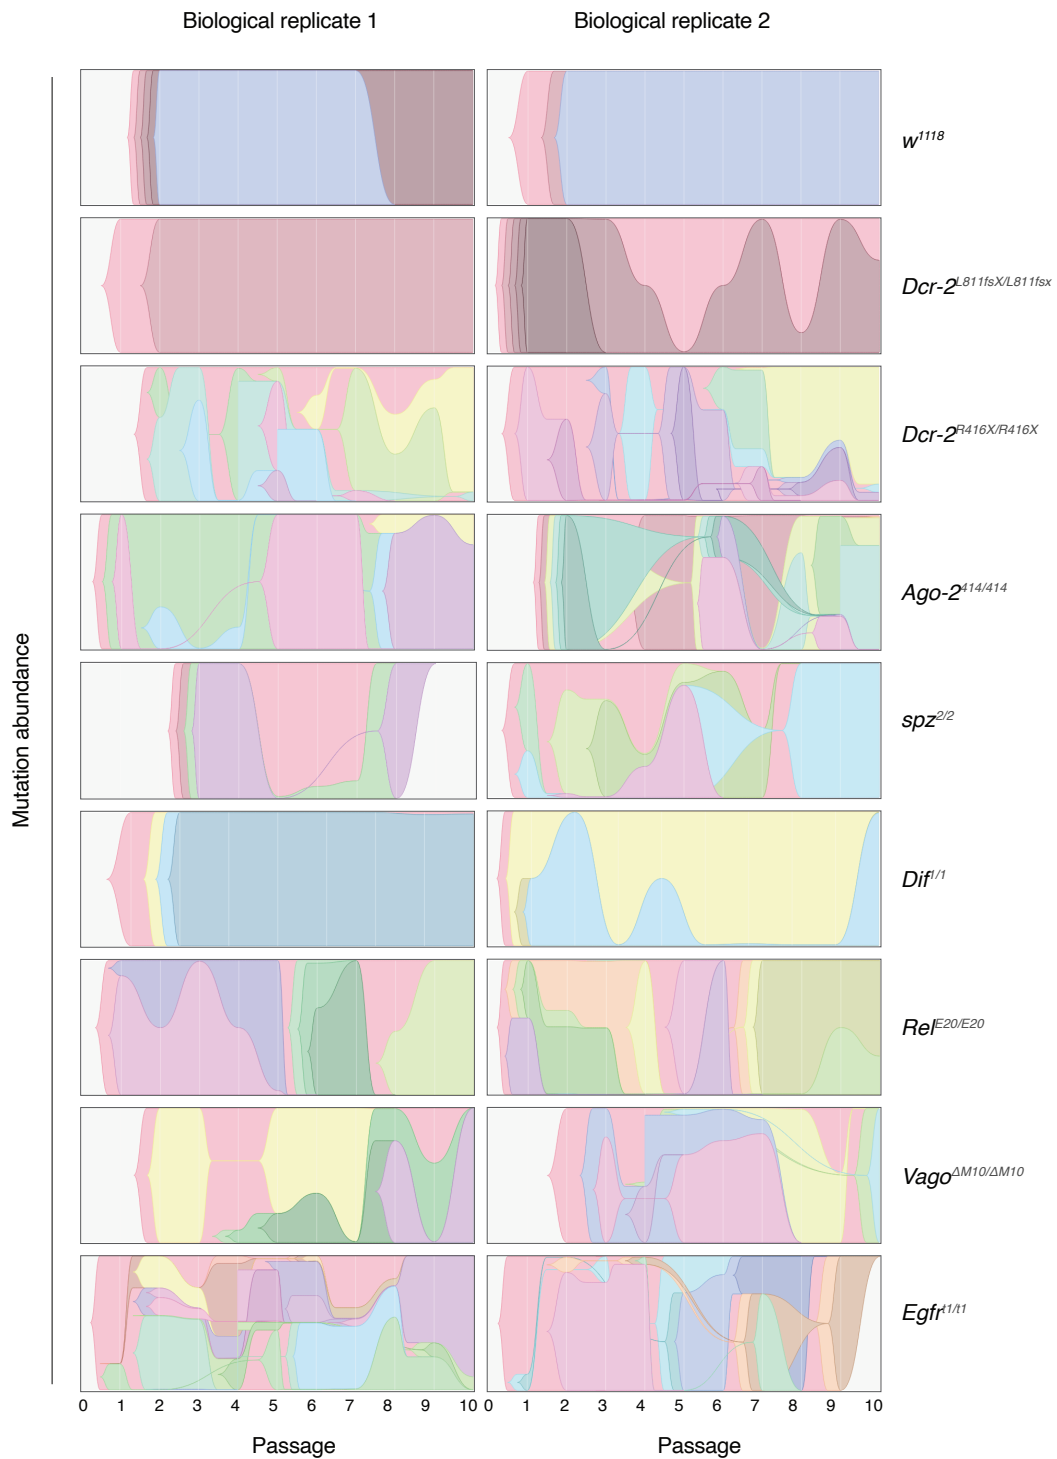 Biological replicate 1
Biological replicate 2
w1118
Dcr-2L811fsX/L811fsx
Dcr-2R416X/R416X
Ago-2414/414
spz2/2
Dif1/1
RelE20/E20
VagoΔM10/ΔM10
Egfrt1/t1
Mutation abundance
0 1 2 3 4 5 6 7 8 9 10
0 1 2 3 4 5 6 7 8 9 10
Passage
Passage